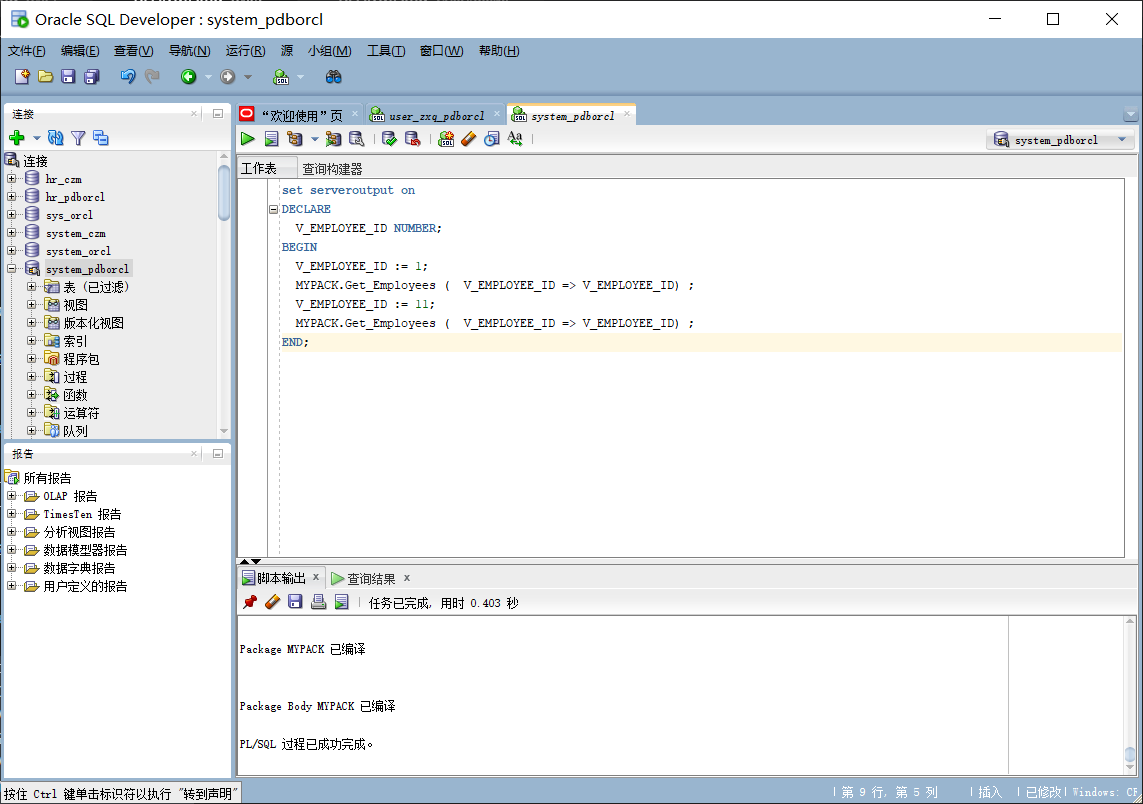 Oracle SQL Developer : system_pdborcl
文件(F) 编辑(E) 查看(V) 导航(N) 运行(R) 源 小组(M) 工具(T) 窗口(W) 帮助(H)
连接
连接
hr_czm
hr_pdborcl
sys_orcl
system_czm
system_orcl
system_pdborcl
表 (已过滤)
视图
版本化视图
索引
程序包
过程
函数
运算符
队列
报告
所有报告
OLAP 报告
TimesTen 报告
分析视图报告
数据模型器报告
数据字典报告
用户定义的报告
“欢迎使用”页 user_zxq_pdborcl system_pdborcl
system_pdborcl
工作表 查询构建器
set serveroutput on
DECLARE
V_EMPLOYEE_ID NUMBER;
BEGIN
V_EMPLOYEE_ID := 1;
MYPACK.Get_Employees (  V_EMPLOYEE_ID => V_EMPLOYEE_ID) ;
V_EMPLOYEE_ID := 11;
MYPACK.Get_Employees (  V_EMPLOYEE_ID => V_EMPLOYEE_ID) ;
END;
脚本输出 查询结果
任务已完成, 用时 0.403 秒
Package MYPACK 已编译
Package Body MYPACK 已编译
PL/SQL 过程已成功完成。
按住 Ctrl 键单击标识符以执行 "转到声明"
第 9 行, 第 5 列 插入 已修改 Windows: